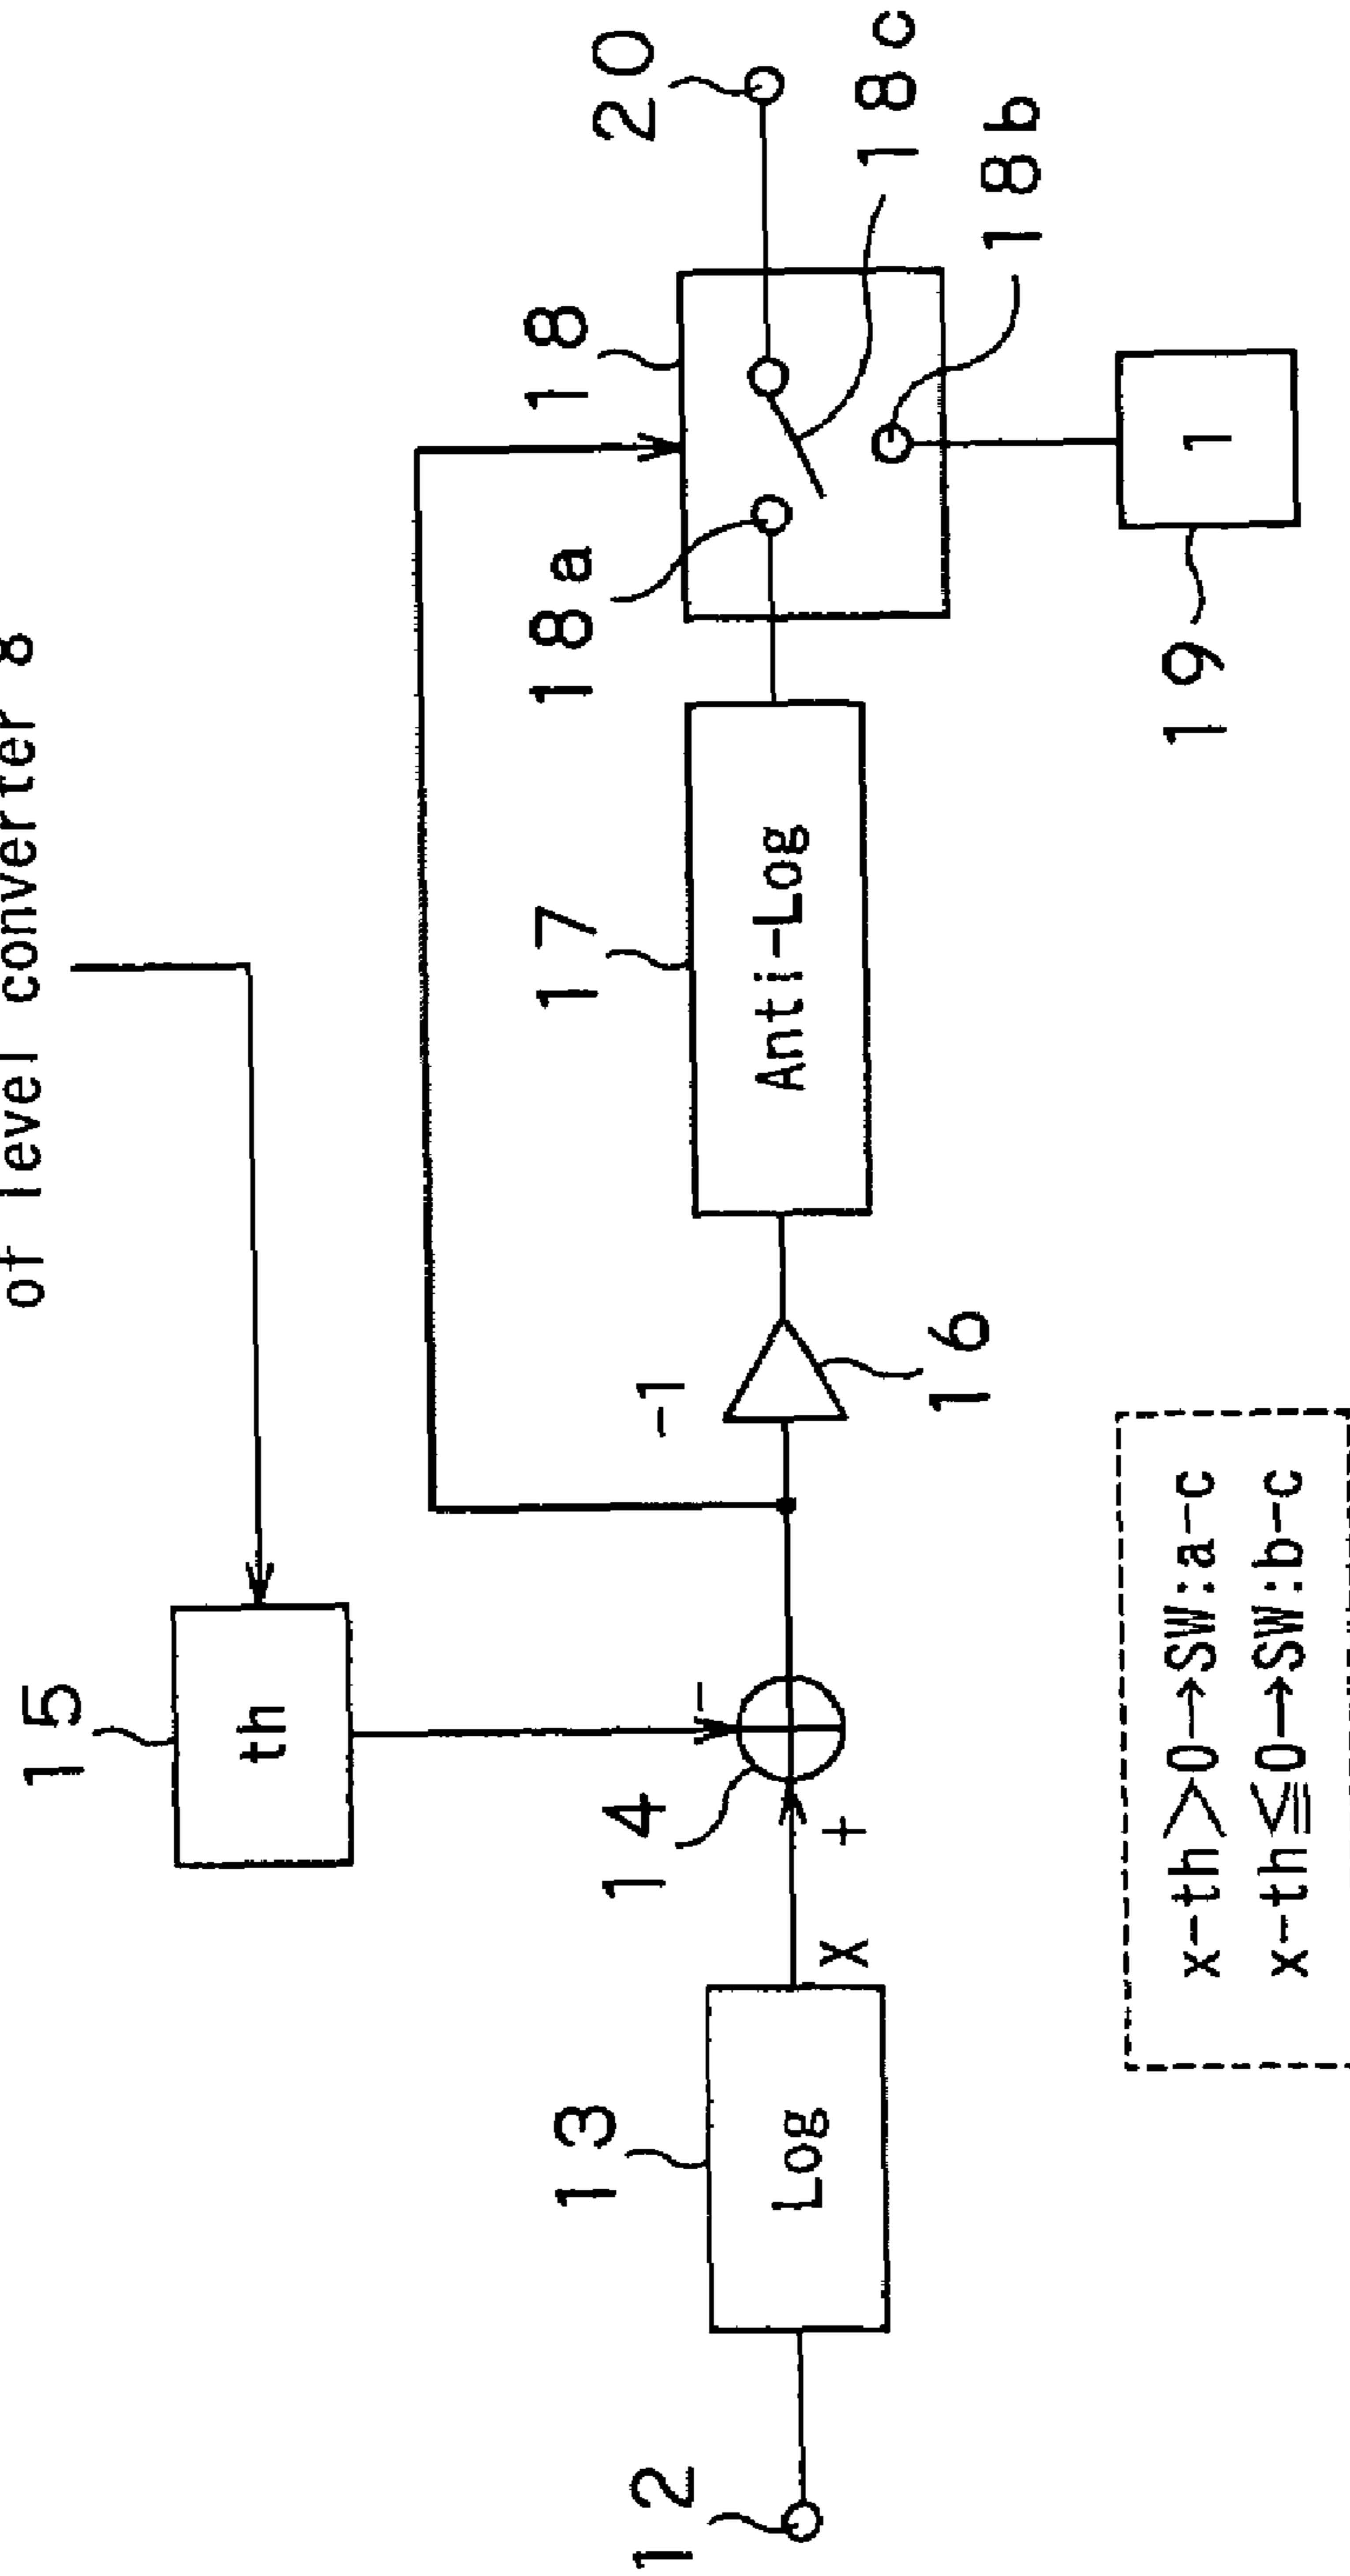 of level converter 8
15
th
12
13
Log
x
+
14
-
-1
16
17
Anti-Log
18
18a
18c
18b
20
19
1
x-th>0→SW:a-c
x-th≦0→SW:b-c